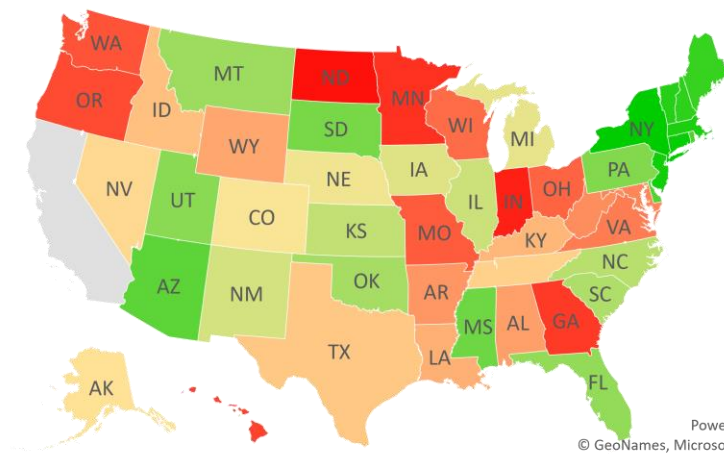 WA
MT
ND
MN
OR
ID
WY
SD
WI
MI
NY
NV
UT
CO
NE
IA
IL
IN
OH
PA
KS
MO
KY
VA
AZ
NM
OK
AR
NC
SC
TX
LA
MS
AL
GA
FL
AK
Powe
© GeoNames, Microso